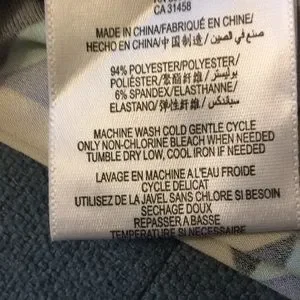 CA 31458
MADE IN CHINA/FABRIQUÉ EN CHINE/
HECHO EN CHINA/中国制造/صنع في الصين
94% POLYESTER/POLYESTER/
POLIÉSTER/聚酯纤维/بوليستر
6% SPANDEX/ELASTHANNE/
ELASTANO/弹性纤维/سباندكس
MACHINE WASH COLD GENTLE CYCLE
ONLY NON-CHLORINE BLEACH WHEN NEEDED
TUMBLE DRY LOW, COOL IRON IF NEEDED
LAVAGE EN MACHINE A L'EAU FROIDE
CYCLE DELICAT
UTILISEZ DE LA JAVEL SANS CHLORE SI BESOIN
SECHAGE DOUX
REPASSER A BASSE
TEMPERATURE SI NECESSAIRE